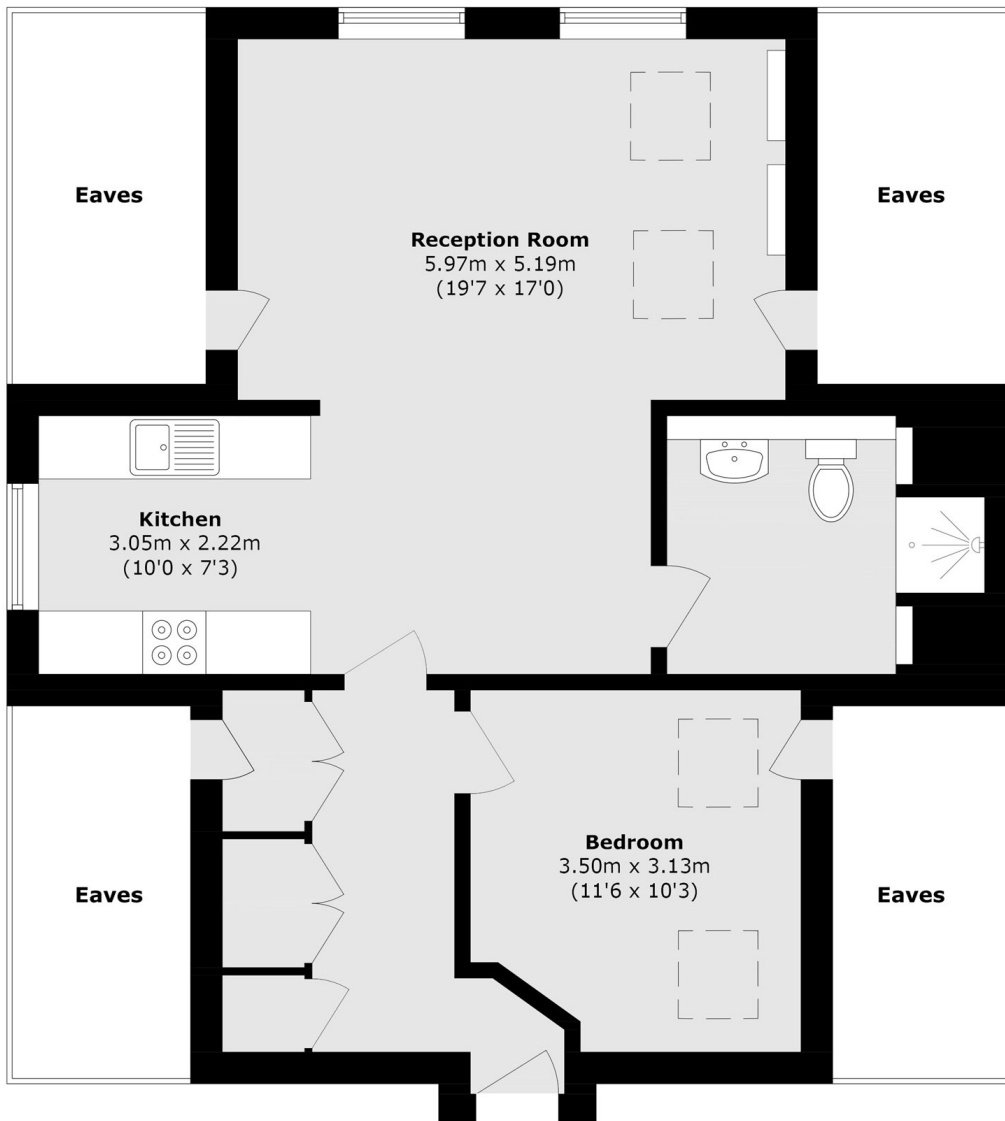 Eaves
Eaves
Reception Room
5.97m x 5.19m
(19'7 x 17'0)
Kitchen
3.05m x 2.22m
(10'0 x 7'3)
Bedroom
3.50m x 3.13m
(11'6 x 10'3)
Eaves
Eaves